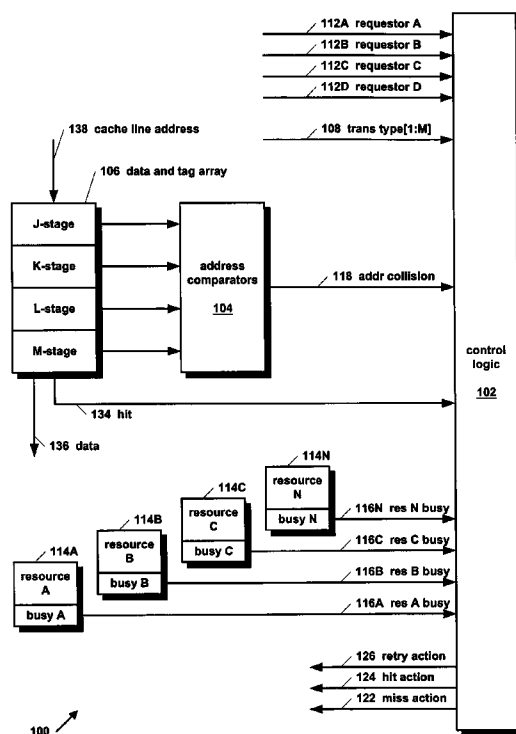 112A requestor A
112B requestor B
112C requestor C
112D requestor D
138 cache line address
108 trans type[1:M]
106 data and tag array
J-stage
K-stage
L-stage
M-stage
address
comparators
104
118 addr collision
control
logic
102
134 hit
136 data
114N
resource
N
busy N
116N res N busy
114C
resource
C
busy C
116C res C busy
114B
resource
B
busy B
116B res B busy
114A
resource
A
busy A
116A res A busy
126 retry action
124 hit action
122 miss action
100